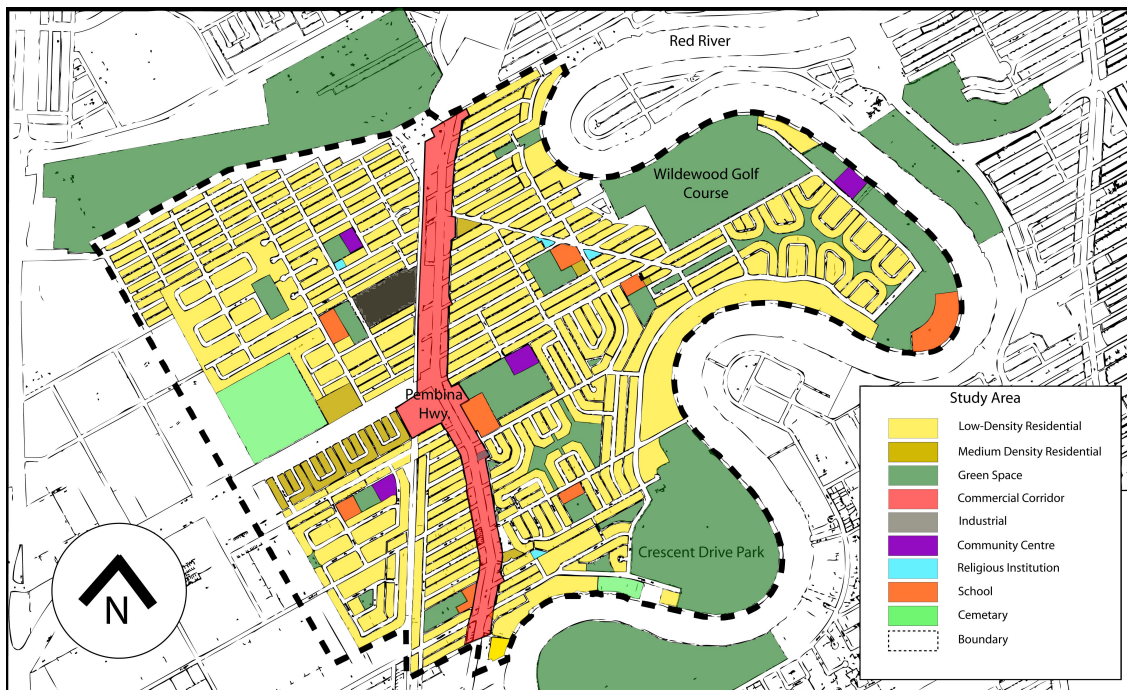 Red River
Wildewood Golf
Course
Pembina
Hwy.
Crescent Drive Park
N
Study Area
Low-Density Residential
Medium Density Residential
Green Space
Commercial Corridor
Industrial
Community Centre
Religious Institution
School
Cemetary
Boundary